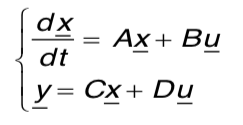 dx/dt = Ax + Bu
y = Cx + Du